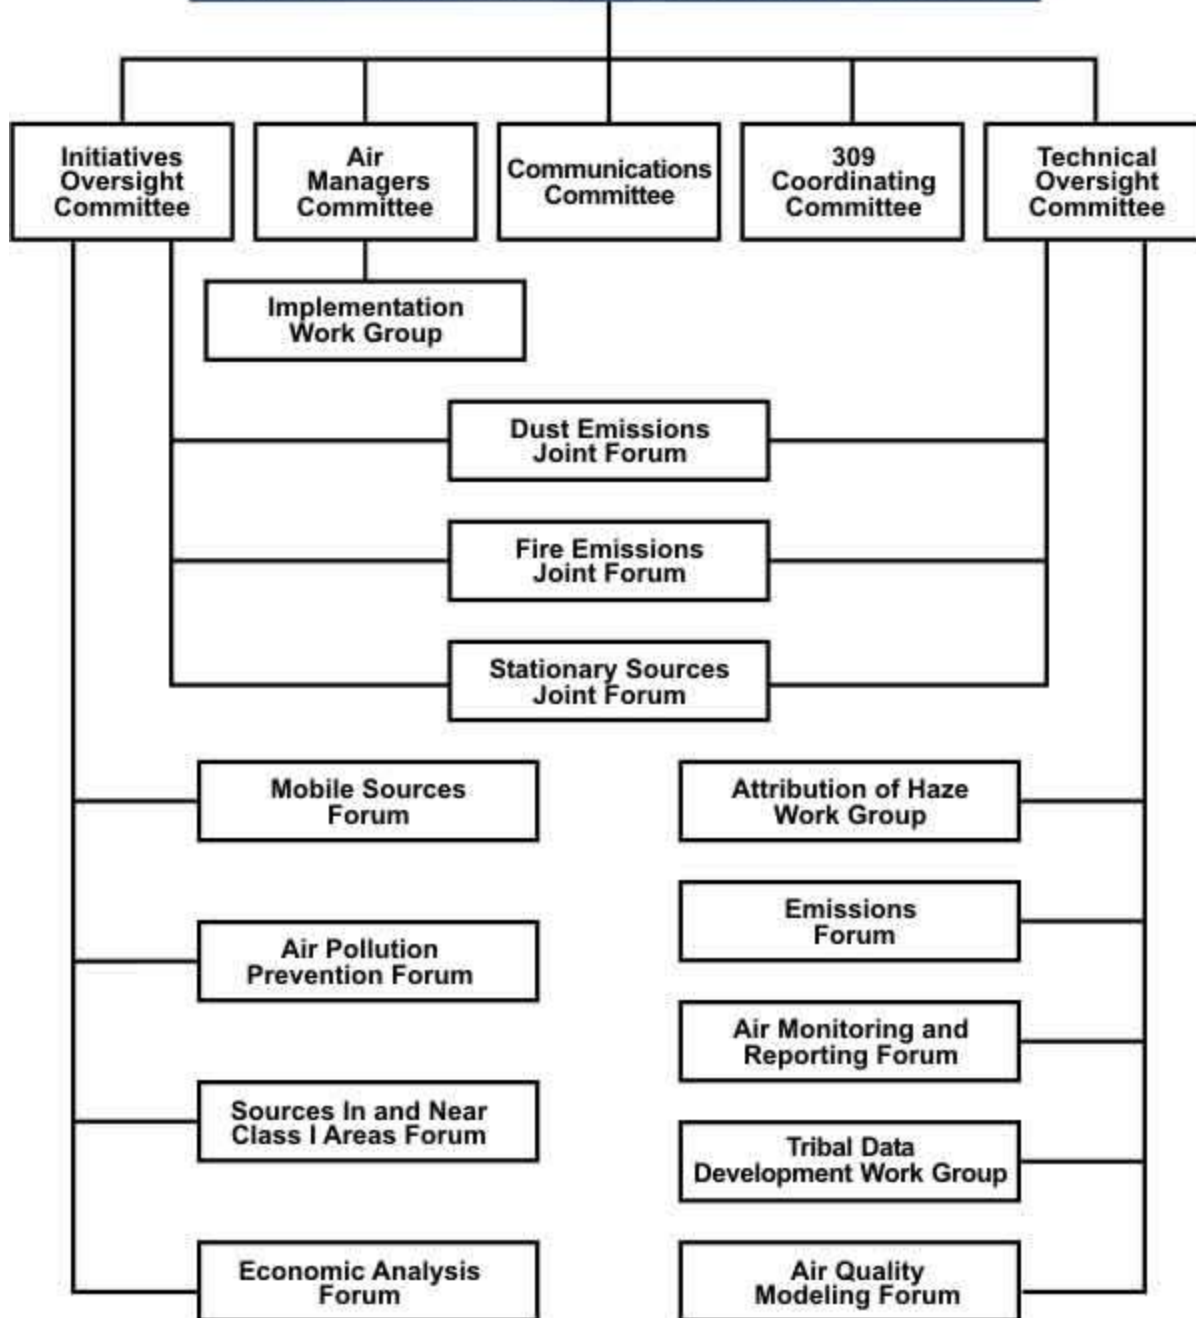 Initiatives
Oversight
Committee
Air
Managers
Committee
Communications
Committee
309
Coordinating
Committee
Technical
Oversight
Committee
Implementation
Work Group
Dust Emissions
Joint Forum
Fire Emissions
Joint Forum
Stationary Sources
Joint Forum
Mobile Sources
Forum
Attribution of Haze
Work Group
Emissions
Forum
Air Pollution
Prevention Forum
Air Monitoring and
Reporting Forum
Sources In and Near
Class I Areas Forum
Tribal Data
Development Work Group
Economic Analysis
Forum
Air Quality
Modeling Forum